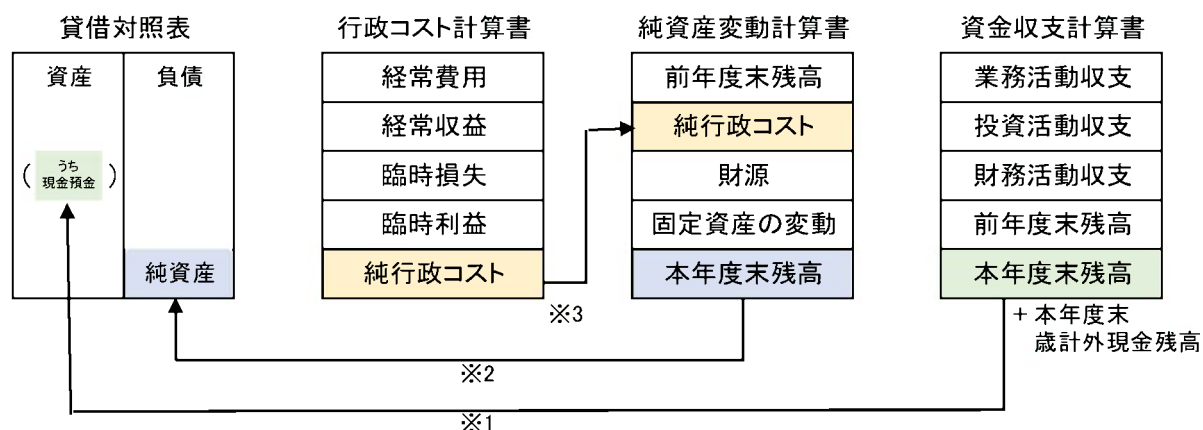 貸借対照表
資産
負債
(うち
現金預金)
純資産
行政コスト計算書
経常費用
経常収益
臨時損失
臨時利益
純行政コスト
※3
純資産変動計算書
前年度末残高
純行政コスト
財源
固定資産の変動
本年度末残高
資金収支計算書
業務活動収支
投資活動収支
財務活動収支
前年度末残高
本年度末残高
+ 本年度末
歳計外現金残高
※2
※1